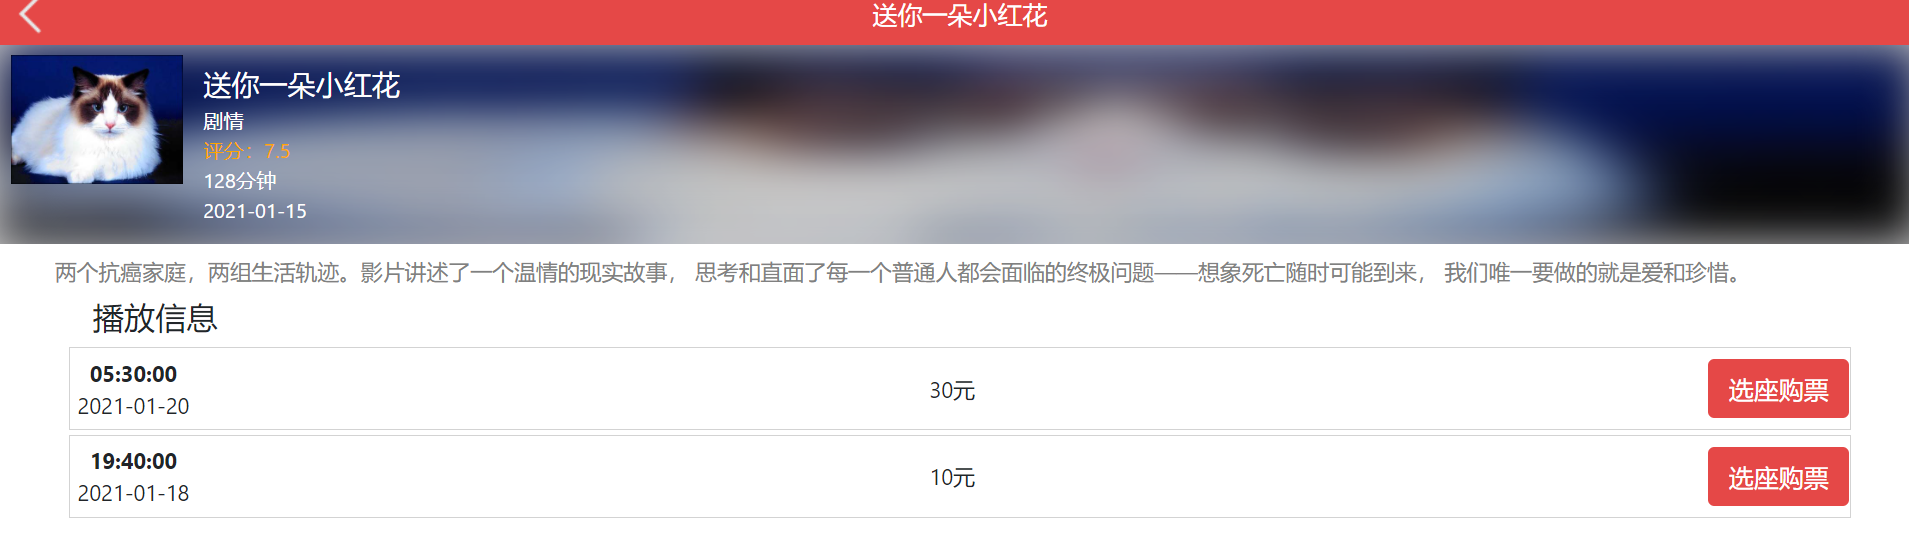 送你一朵小红花
送你一朵小红花
剧情
评分：7.5
128分钟
2021-01-15
两个抗癌家庭，两组生活轨迹。影片讲述了一个温情的现实故事， 思考和直面了每一个普通人都会面临的终极问题——想象死亡随时可能到来， 我们唯一要做的就是爱和珍惜。
播放信息
05:30:00
2021-01-20
30元
选座购票
19:40:00
2021-01-18
10元
选座购票